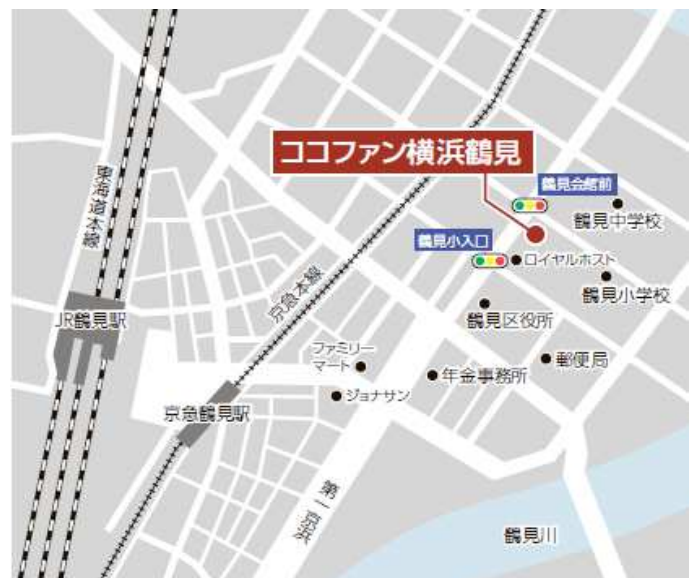 ココファン横浜鶴見
鶴見会館前
鶴見中学校
鶴見小入口
ロイヤルホスト
鶴見小学校
鶴見区役所
東海道本線
京急本線
JR鶴見駅
ファミリー
マート
郵便局
年金事務所
ジョナサン
京急鶴見駅
第一京浜
鶴見川